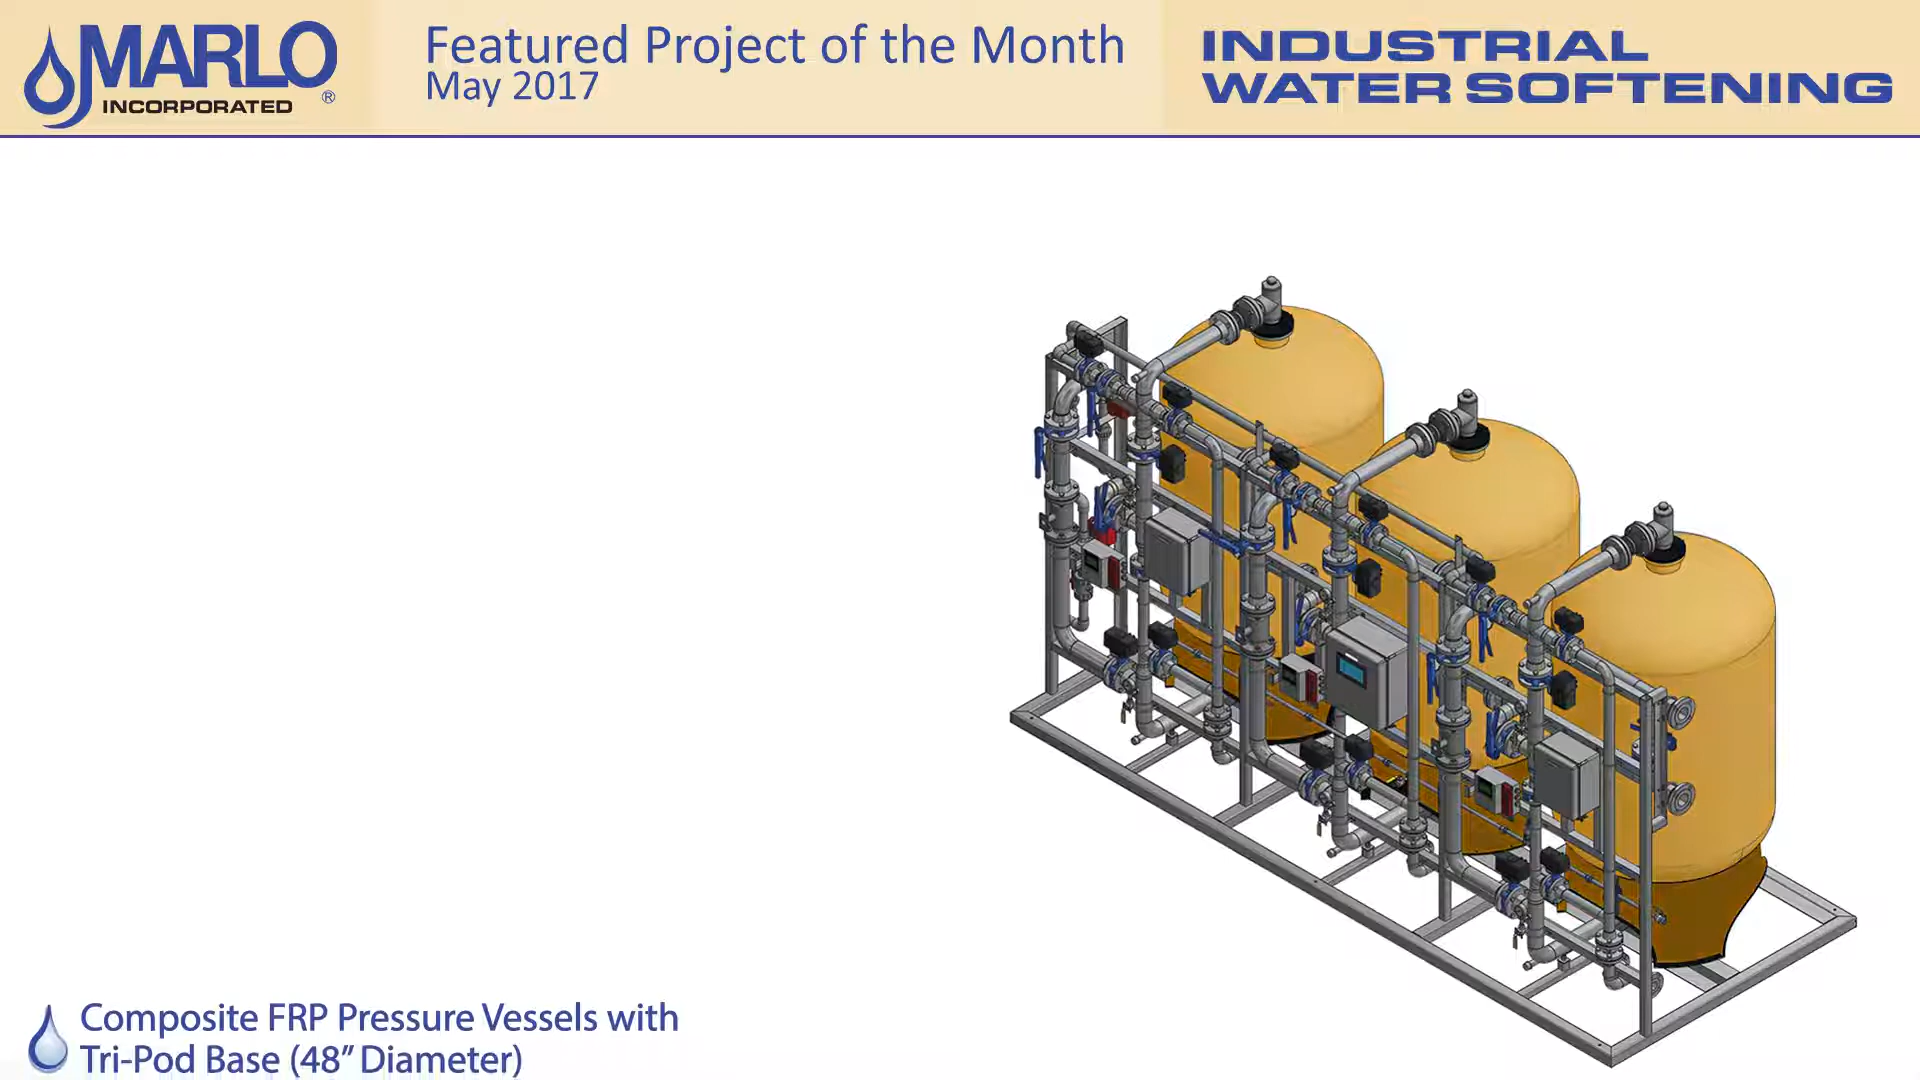 MARLO
INCORPORATED ®
Featured Project of the Month
May 2017
INDUSTRIAL
WATER SOFTENING
Composite FRP Pressure Vessels with
Tri-Pod Base (48” Diameter)